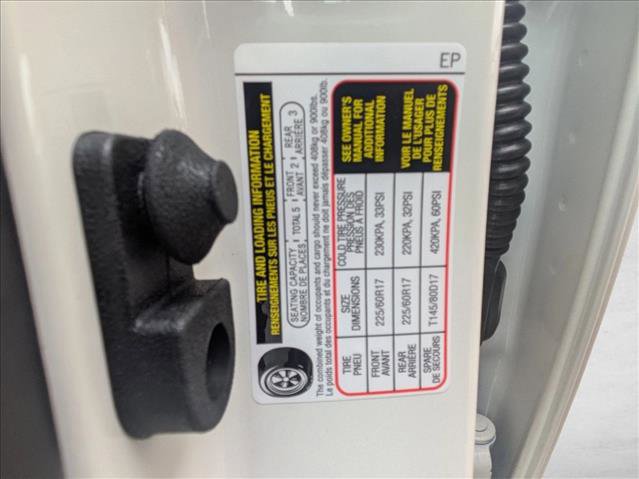 EP
TIRE AND LOADING INFORMATION
RENSEIGNEMENTS SUR LES PNEUS ET LE CHARGEMENT
SEATING CAPACITY TOTAL 5 FRONT 2 REAR 3
NOMBRE DE PLACES AVANT ARRIÈRE
The combined weight of occupants and cargo should never exceed 408kg or 900lbs.
Le poids total des occupants et du chargement ne doit jamais dépasser 408kg ou 900lb.
TIRE
PNEU
SIZE
DIMENSIONS
COLD TIRE PRESSURE
PRESSION DES
PNEUS À FROID
SEE OWNER'S
MANUAL FOR
ADDITIONAL
INFORMATION
FRONT
AVANT
225/60R17
230KPA, 33PSI
REAR
ARRIÈRE
225/60R17
220KPA, 32PSI
VOIR LE MANUEL
DE L'USAGER
POUR PLUS DE
RENSEIGNEMENTS
SPARE
DE SECOURS
T145/80D17
420KPA, 60PSI